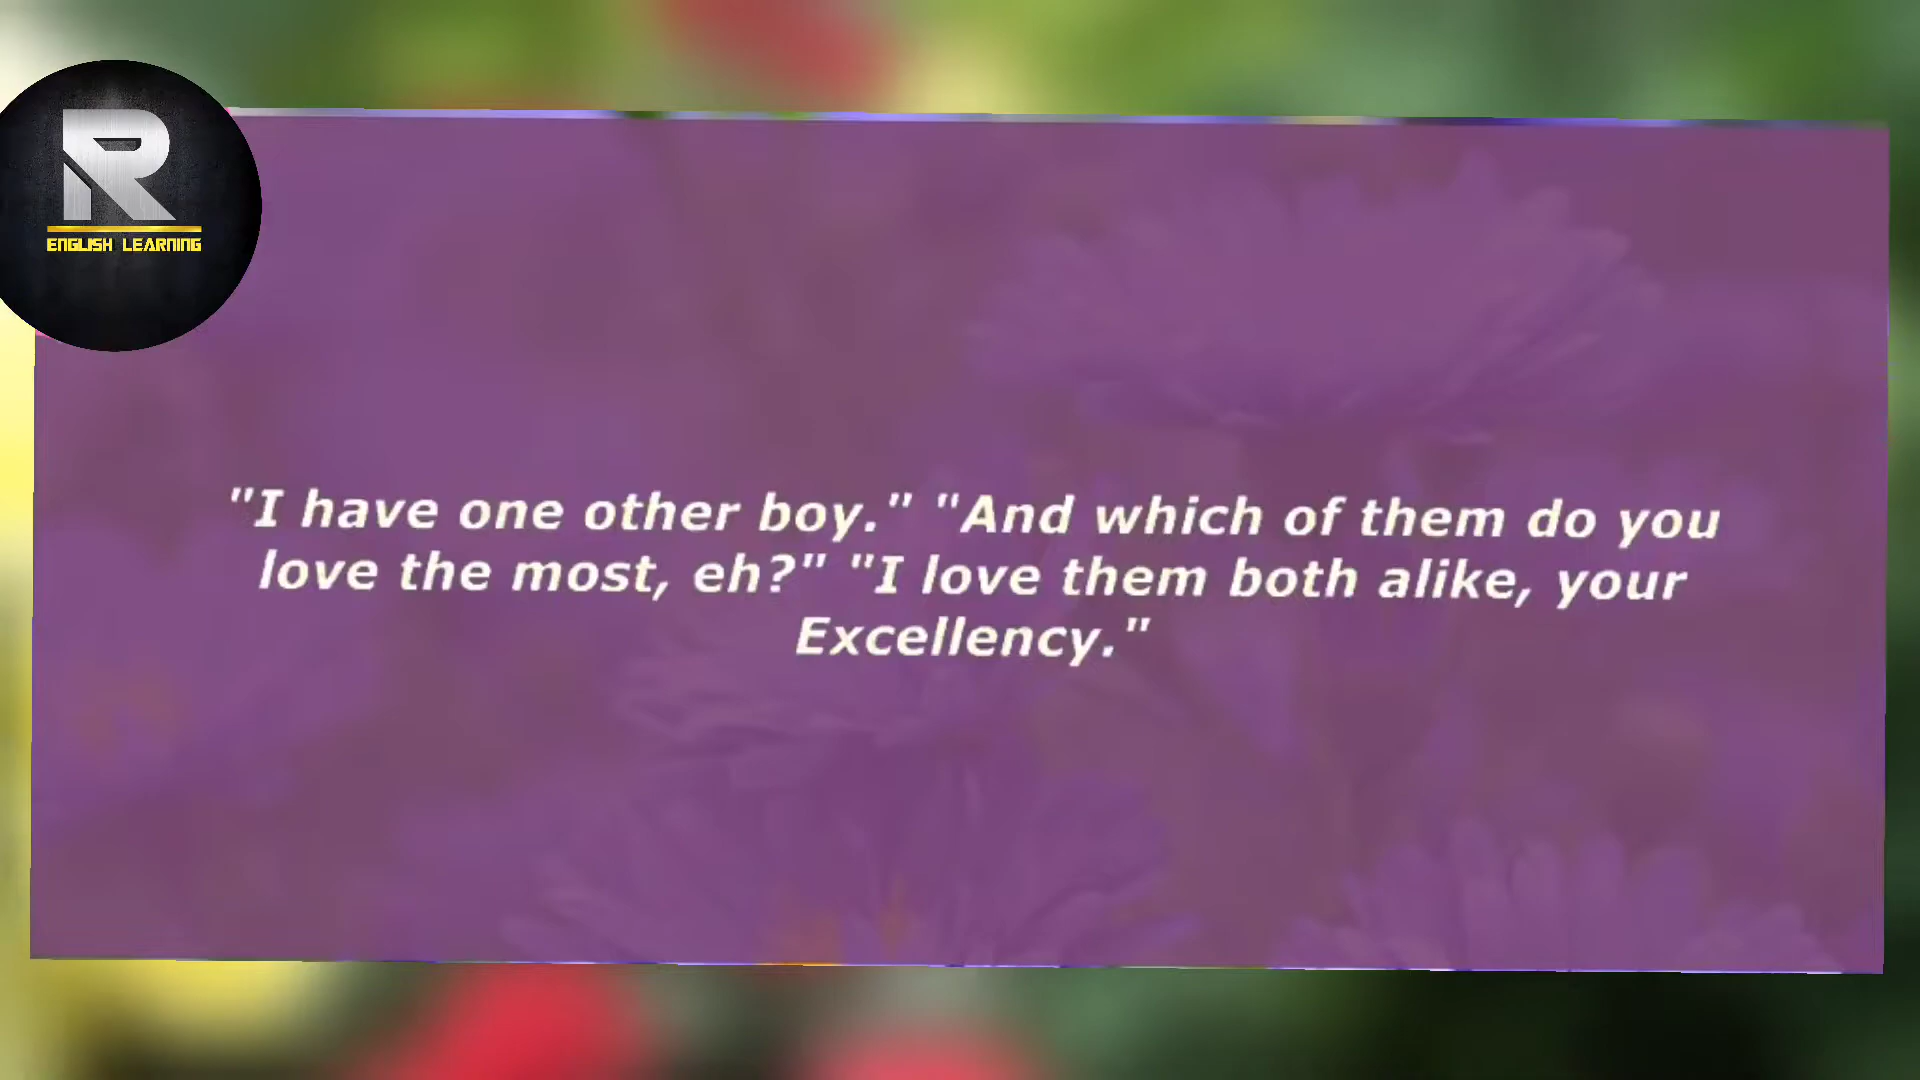 R
ENGLISH LEARNING
"I have one other boy." "And which of them do you
love the most, eh?" "I love them both alike, your
Excellency."